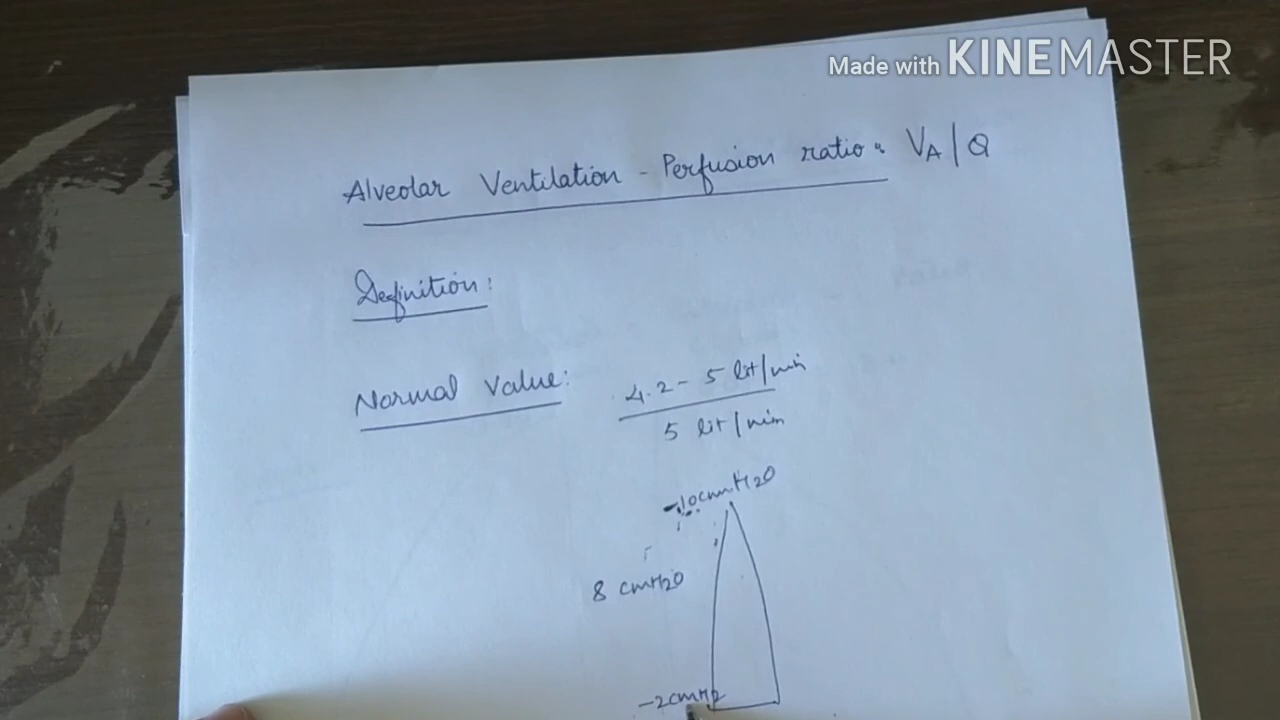 Made with KINEMASTER
Alveolar Ventilation - Perfusion ratio : VA/Q
Definition:
Normal Value:
4.2 - 5 lit/min
5 lit/min
-10cmH2O
8 cmH2O
-2cmH2